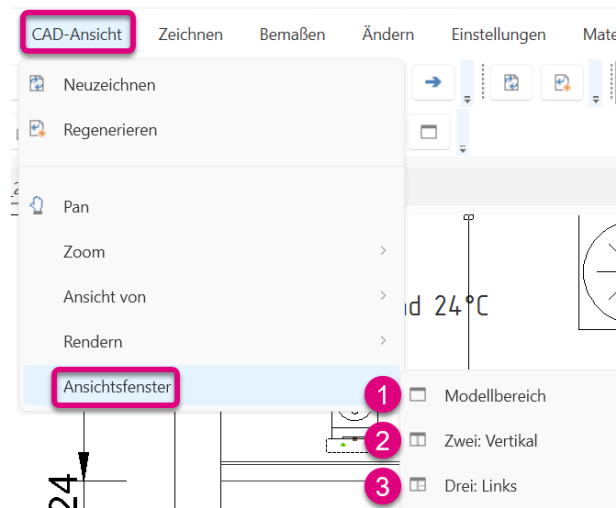 CAD-Ansicht Zeichnen Bemaßen Ändern Einstellungen
Neuzeichnen
Regenerieren
Pan
Zoom
Ansicht von
24°C
Rendern
Ansichtsfenster
1 Modellbereich
2 Zwei: Vertikal
3 Drei: Links
24